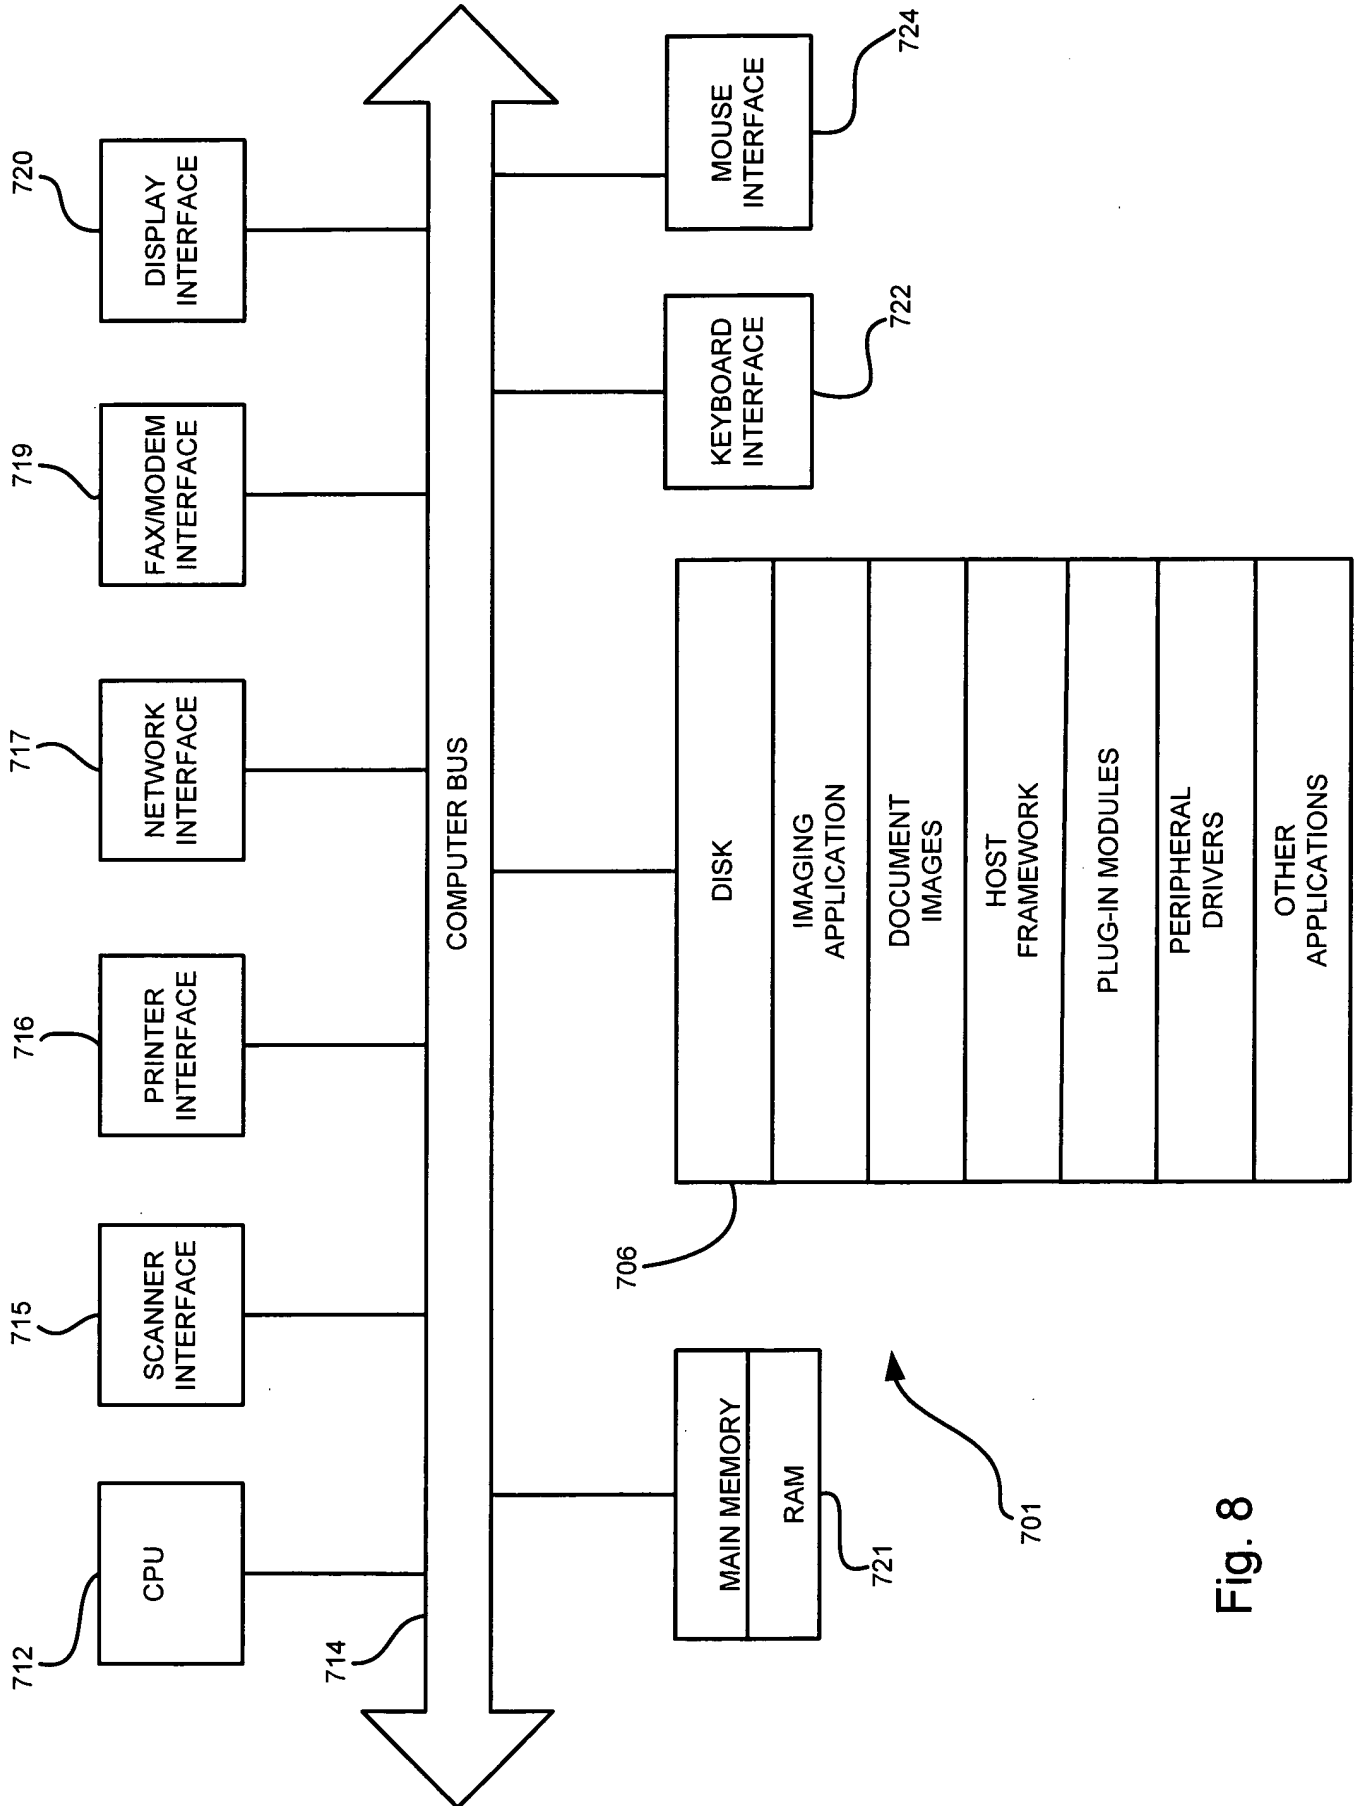 712
715
716
717
719
720
CPU
SCANNER
INTERFACE
PRINTER
INTERFACE
NETWORK
INTERFACE
FAX/MODEM
INTERFACE
DISPLAY
INTERFACE
714
COMPUTER BUS
MAIN MEMORY
RAM
721
701
706
DISK
IMAGING
APPLICATION
DOCUMENT
IMAGES
HOST
FRAMEWORK
PLUG-IN MODULES
PERIPHERAL
DRIVERS
OTHER
APPLICATIONS
KEYBOARD
INTERFACE
722
MOUSE
INTERFACE
724
Fig. 8